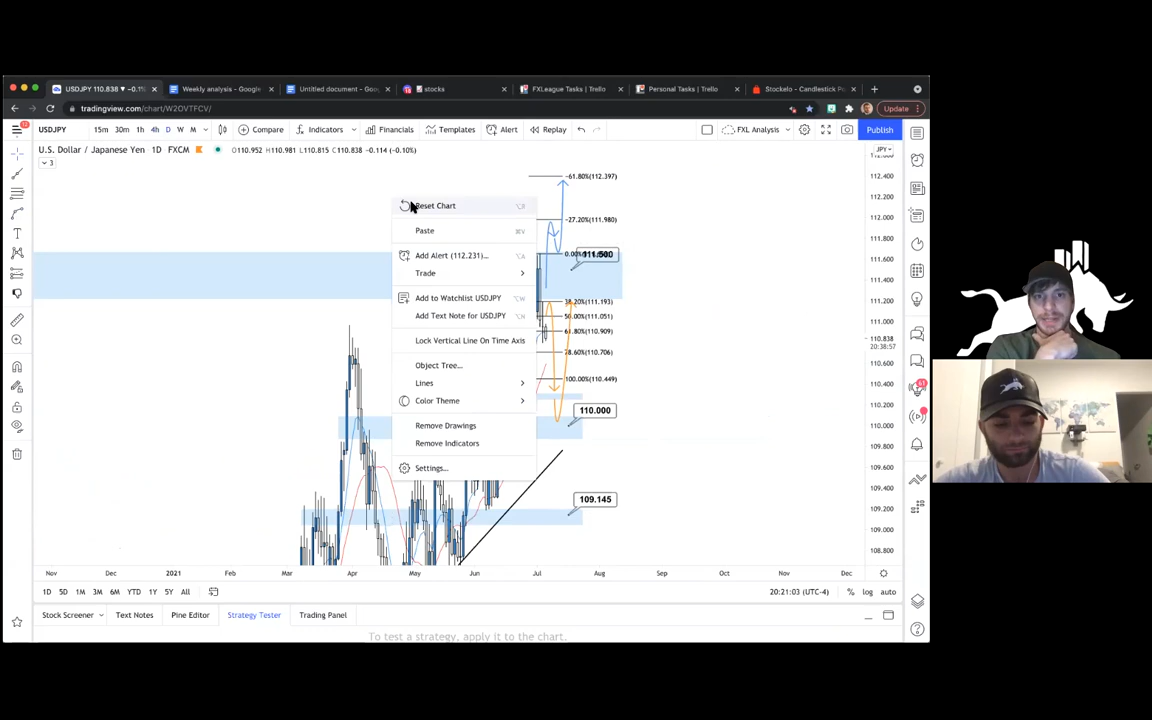 USDJPY 110.838 ▼ -0.1%
Weekly analysis - Google
Untitled document - Goo
stocks
FXLeague Tasks | Trello
Personal Tasks | Trello
Stockelo - Candlestick Po
tradingview.com/chart/W2OVTFCV/
Update
USDJPY 15m 30m 1h 4h D W M Compare Indicators Financials Templates Alert Replay FXL Analysis Publish
U.S. Dollar / Japanese Yen 1D FXCM O110.952 H110.981 L110.815 C110.838 -0.114 (-0.10%)
3
JPY
112.400
112.000
111.800
111.600
111.400
111.200
111.000
110.838
20:38:57
110.600
110.400
110.200
110.000
109.800
109.600
109.400
109.200
109.000
108.800
-61.80%(112.397)
-27.20%(111.980)
111.500
38.20%(111.193)
50.00%(111.051)
61.80%(110.909)
78.60%(110.706)
100.00%(110.449)
110.000
109.145
Reset Chart ⌥R
Paste ⌘V
Add Alert (112.231)... ⌥A
Trade
Add to Watchlist USDJPY ⌥W
Add Text Note for USDJPY ⌥N
Lock Vertical Line On Time Axis
Object Tree...
Lines
Color Theme
Remove Drawings
Remove Indicators
Settings...
Nov Dec 2021 Feb Mar Apr May Jun Jul Aug Sep Oct Nov Dec
1D 5D 1M 3M 6M YTD 1Y 5Y All
20:21:03 (UTC-4) % log auto
Stock Screener Text Notes Pine Editor Strategy Tester Trading Panel
To test a strategy, apply it to the chart.